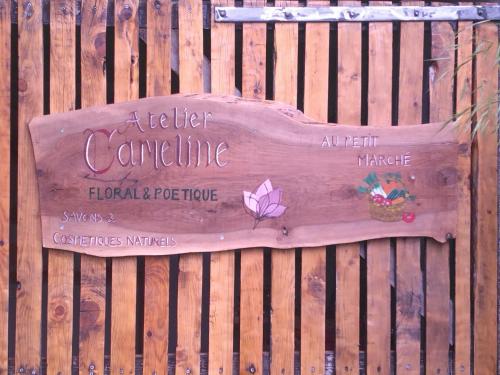 Atelier
Cameline
FLORAL & POETIQUE
SAVONS &
COSMETIQUES NATURELS
AU PETIT
MARCHÉ